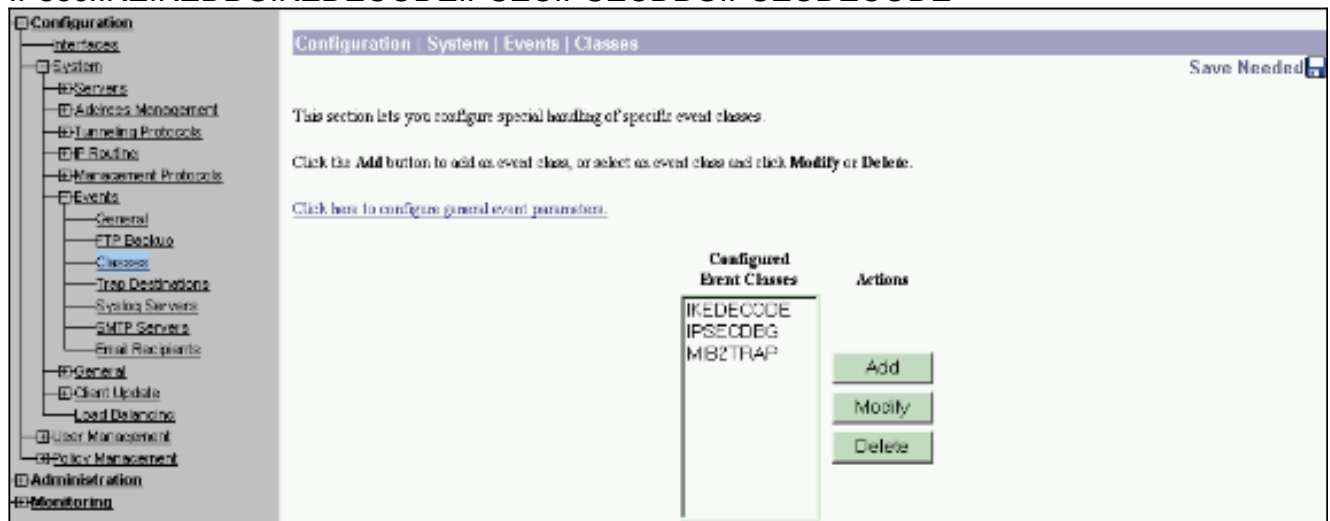 Configuration
Interfaces
System
Servers
Address Management
Tunneling Protocols
IP Routing
Management Protocols
Events
General
FTP Backup
Classes
Trap Destinations
Syslog Servers
SMTP Servers
Email Recipients
General
Client Update
Load Balancing
User Management
Policy Management
Administration
Monitoring
Configuration | System | Events | Classes
Save Needed
This section lets you configure special handling of specific event classes.
Click the Add button to add an event class, or select an event class and click Modify or Delete.
Click here to configure general event parameters.
Configured
Event Classes
Actions
IKEDECODE
IPSECDBG
MIB2TRAP
Add
Modify
Delete